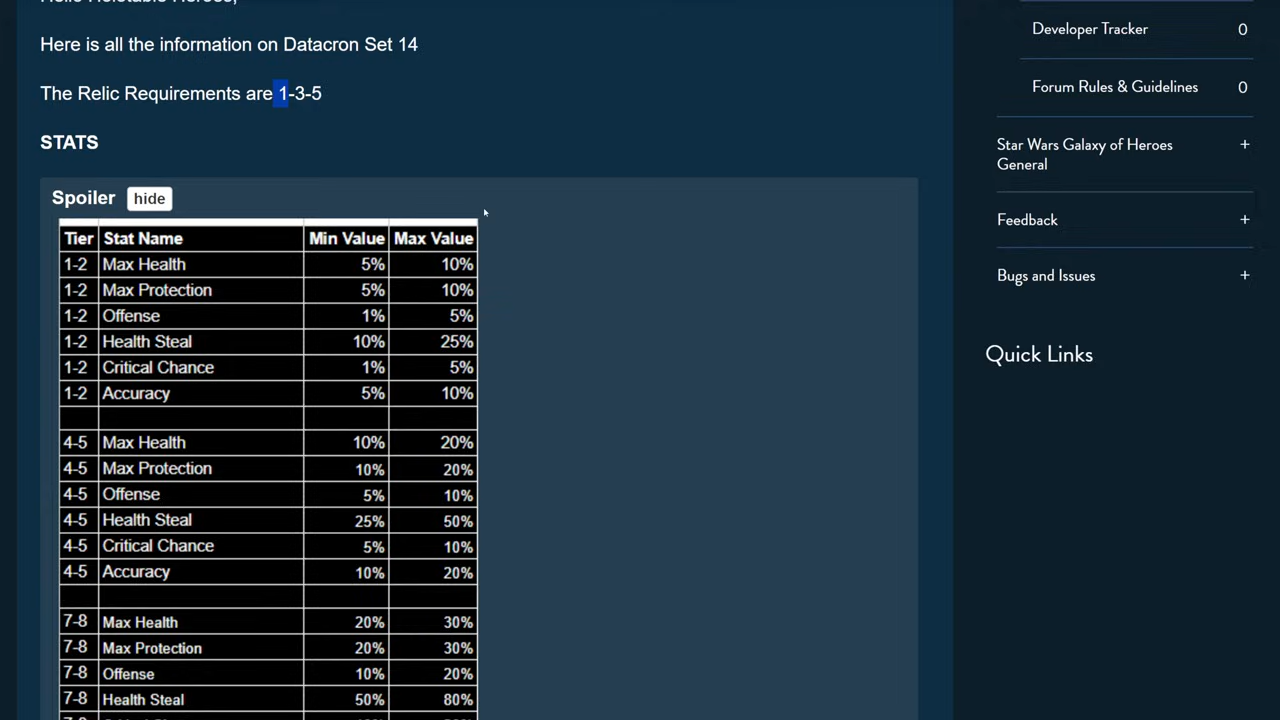 Here is all the information on Datacron Set 14
The Relic Requirements are 1-3-5
STATS
Spoiler hide
Tier Stat Name Min Value Max Value
1-2 Max Health 5% 10%
1-2 Max Protection 5% 10%
1-2 Offense 1% 5%
1-2 Health Steal 10% 25%
1-2 Critical Chance 1% 5%
1-2 Accuracy 5% 10%
4-5 Max Health 10% 20%
4-5 Max Protection 10% 20%
4-5 Offense 5% 10%
4-5 Health Steal 25% 50%
4-5 Critical Chance 5% 10%
4-5 Accuracy 10% 20%
7-8 Max Health 20% 30%
7-8 Max Protection 20% 30%
7-8 Offense 10% 20%
7-8 Health Steal 50% 80%
Developer Tracker 0
Forum Rules & Guidelines 0
Star Wars Galaxy of Heroes +
General
Feedback +
Bugs and Issues +
Quick Links